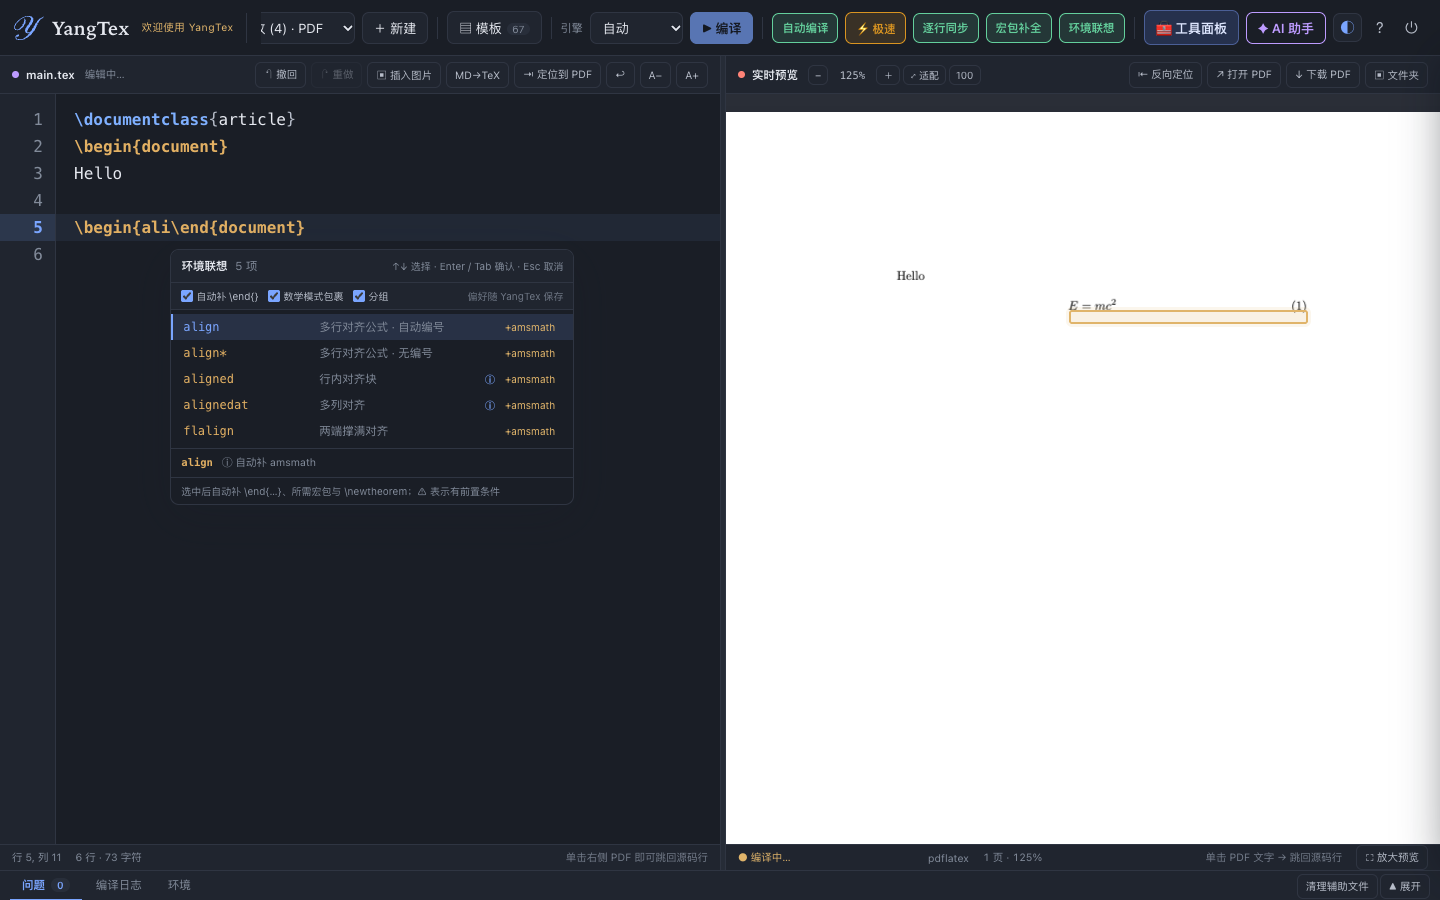 YangTex 欢迎使用 YangTex (4) · PDF + 新建 模板 67 引擎 自动 ▶ 编译 自动编译 ⚡极速 逐行同步 宏包补全 环境联想 🧰 工具面板 ✦ AI 助手 ?
main.tex 编辑中... 撤回 重做 插入图片 MD→TeX ⇥ 定位到 PDF ↩ A− A+
实时预览 − 125% + 适配 100 ⇤ 反向定位 ↗ 打开 PDF ↓ 下载 PDF 文件夹
1 \documentclass{article}
2 \begin{document}
3 Hello
4
5 \begin{ali\end{document}
6
环境联想 5 项 ↑↓ 选择 · Enter / Tab 确认 · Esc 取消
自动补 \end{} 数学模式包裹 分组 偏好随 YangTex 保存
align 多行对齐公式 · 自动编号 +amsmath
align* 多行对齐公式 · 无编号 +amsmath
aligned 行内对齐块 ⓘ +amsmath
alignedat 多列对齐 ⓘ +amsmath
flalign 两端撑满对齐 +amsmath
align ⓘ 自动补 amsmath
选中后自动补 \end{…}、所需宏包与 \newtheorem；⚠ 表示有前置条件
Hello
E = mc² (1)
行 5, 列 11 6 行 · 73 字符 单击右侧 PDF 即可跳回源码行
编译中... pdflatex 1 页 · 125% 单击 PDF 文字 → 跳回源码行 放大预览
问题 0 编译日志 环境 清理辅助文件 ▲ 展开